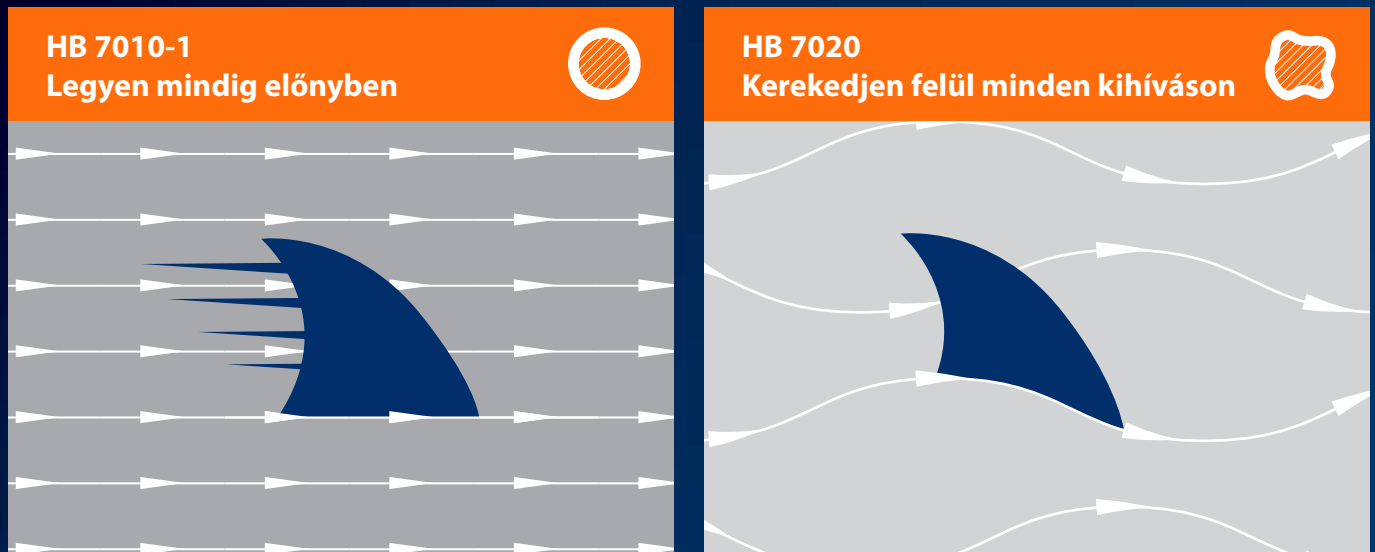 HB 7010-1
Legyen mindig előnyben
HB 7020
Kerekedjen felül minden kihíváson